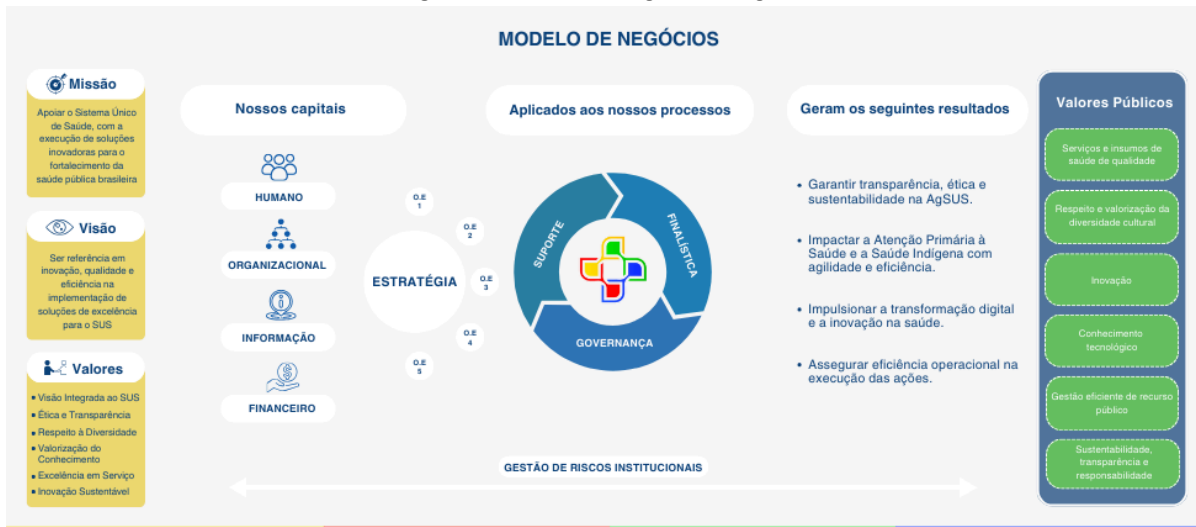 MODELO DE NEGÓCIOS
Missão
Apoiar o Sistema Único
de Saúde, com a
execução de soluções
inovadoras para o
fortalecimento da
saúde pública brasileira
Visão
Ser referência em
inovação, qualidade e
eficiência na
implementação de
soluções de excelência
para o SUS
Valores
Visão Integrada ao SUS
Ética e Transparência
Respeito à Diversidade
Valorização do
Conhecimento
Excelência em Serviço
Inovação Sustentável
Nossos capitais
HUMANO
ORGANIZACIONAL
INFORMAÇÃO
FINANCEIRO
ESTRATÉGIA
O.E
1
O.E
2
O.E
3
O.E
4
O.E
5
Aplicados aos nossos processos
SUPORTE
FINALÍSTICA
GOVERNANÇA
Geram os seguintes resultados
• Garantir transparência, ética e
sustentabilidade na AgSUS.
• Impactar a Atenção Primária à
Saúde e a Saúde Indígena com
agilidade e eficiência.
• Impulsionar a transformação digital
e a inovação na saúde.
• Assegurar eficiência operacional na
execução das ações.
Valores Públicos
Serviços e insumos de
saúde de qualidade
Respeito e valorização da
diversidade cultural
Inovação
Conhecimento
tecnológico
Gestão eficiente de recurso
público
Sustentabilidade,
transparência e
responsabilidade
GESTÃO DE RISCOS INSTITUCIONAIS